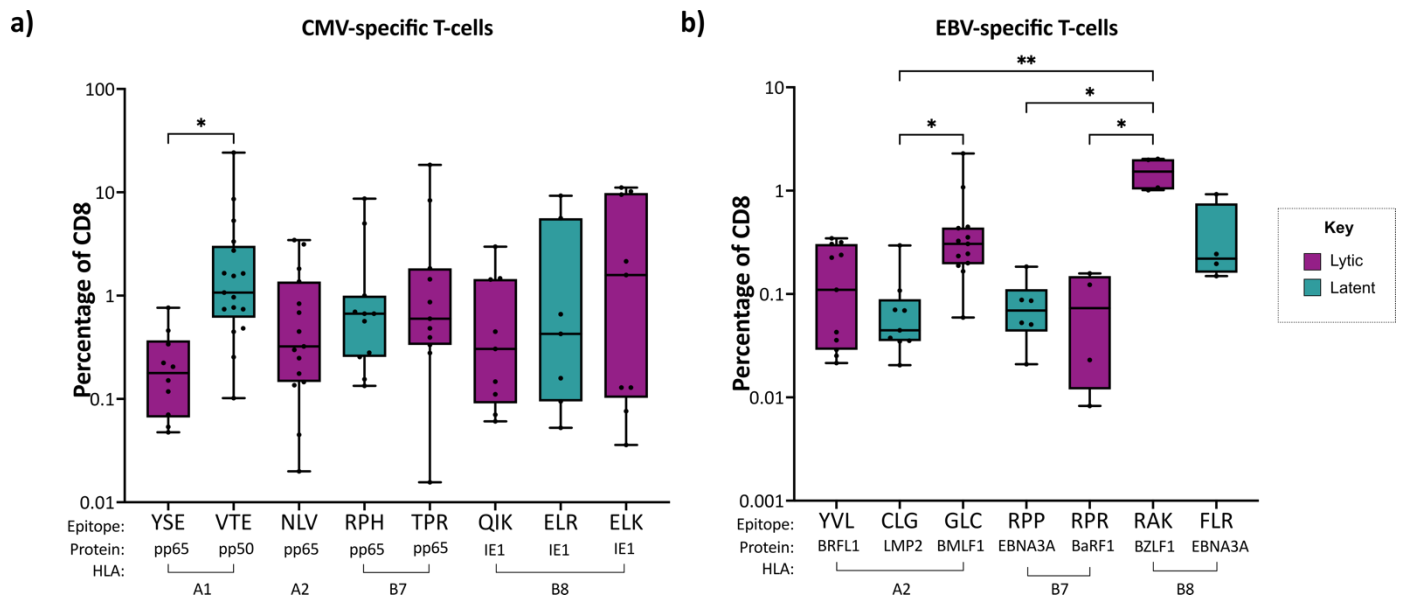 a)
CMV-specific T-cells
Percentage of CD8
100
10
1
0.1
0.01
*
Epitope: YSE VTE NLV RPH TPR QIK ELR ELK
Protein: pp65 pp50 pp65 pp65 pp65 IE1 IE1 IE1
HLA: A1 A2 B7 B8
b)
EBV-specific T-cells
Percentage of CD8
10
1
0.1
0.01
0.001
**
*
* *
Epitope: YVL CLG GLC RPP RPR RAK FLR
Protein: BRFL1 LMP2 BMLF1 EBNA3A BaRF1 BZLF1 EBNA3A
HLA: A2 B7 B8
Key
Lytic
Latent